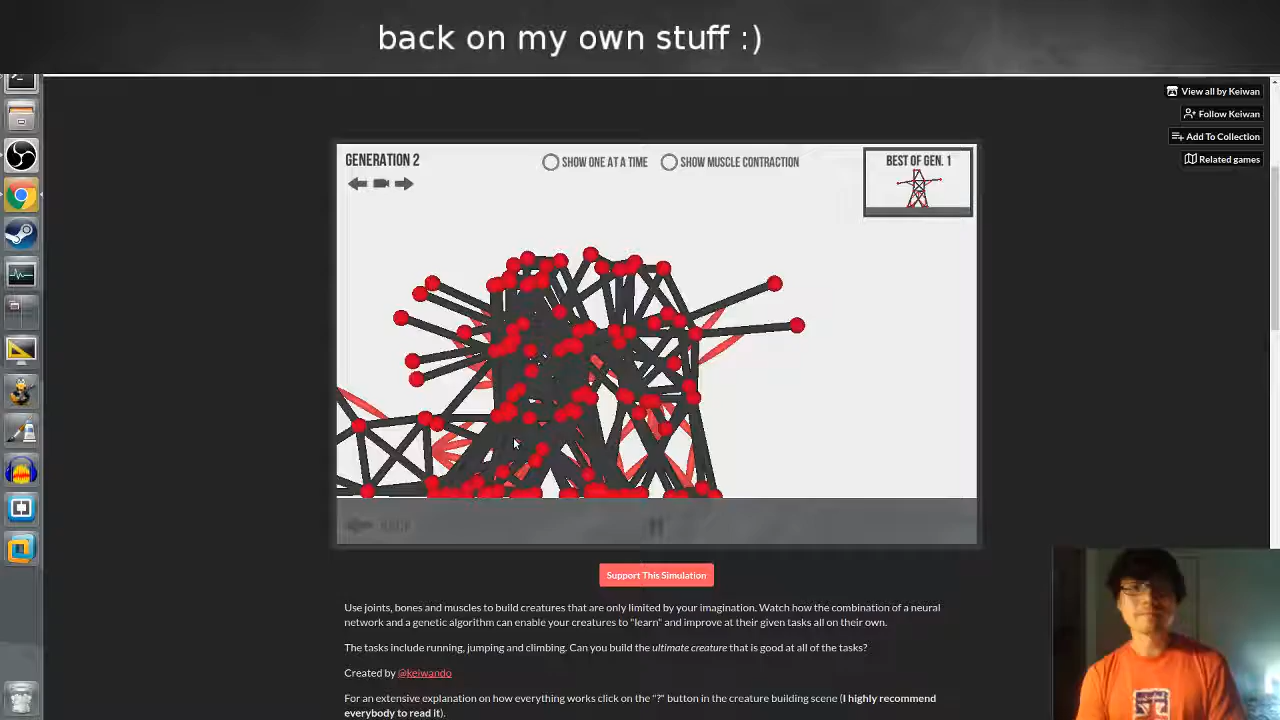 back on my own stuff :)
View all by Keiwan
Follow Keiwan
Add To Collection
Related games
GENERATION 2
SHOW ONE AT A TIME
SHOW MUSCLE CONTRACTION
BEST OF GEN. 1
BACK
Support This Simulation
Use joints, bones and muscles to build creatures that are only limited by your imagination. Watch how the combination of a neural
network and a genetic algorithm can enable your creatures to "learn" and improve at their given tasks all on their own.
The tasks include running, jumping and climbing. Can you build the ultimate creature that is good at all of the tasks?
Created by @keiwando
For an extensive explanation on how everything works click on the "?" button in the creature building scene (I highly recommend
everybody to read it).